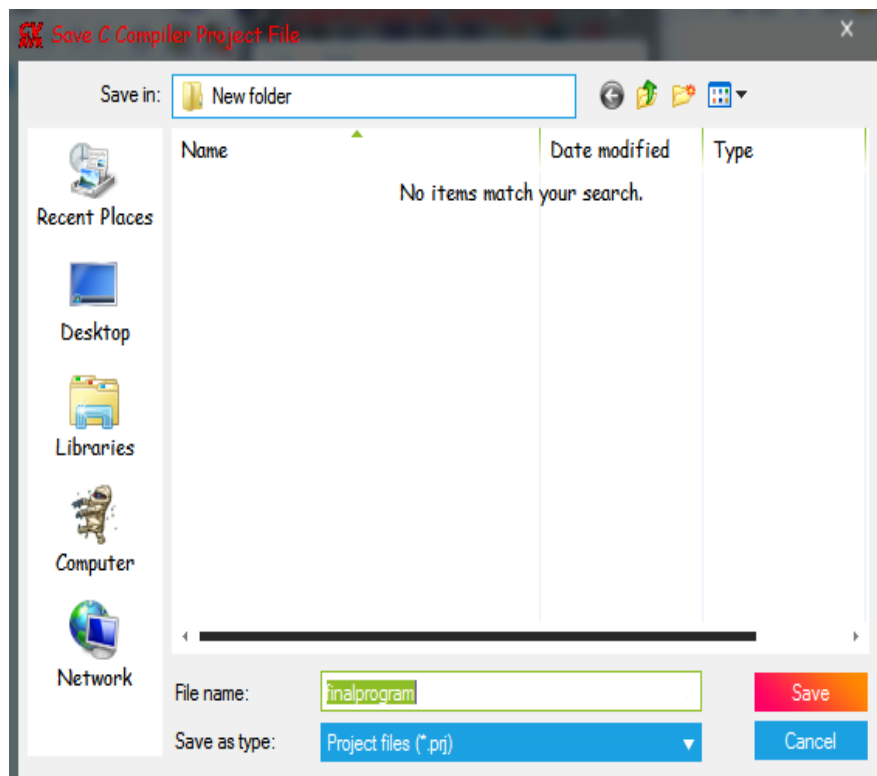 Save C Compiler Project File
X
Save in:
New folder
Name
Date modified
Type
No items match your search.
Recent Places
Desktop
Libraries
Computer
Network
File name:
finalprogram
Save
Save as type:
Project files (*.prj)
Cancel